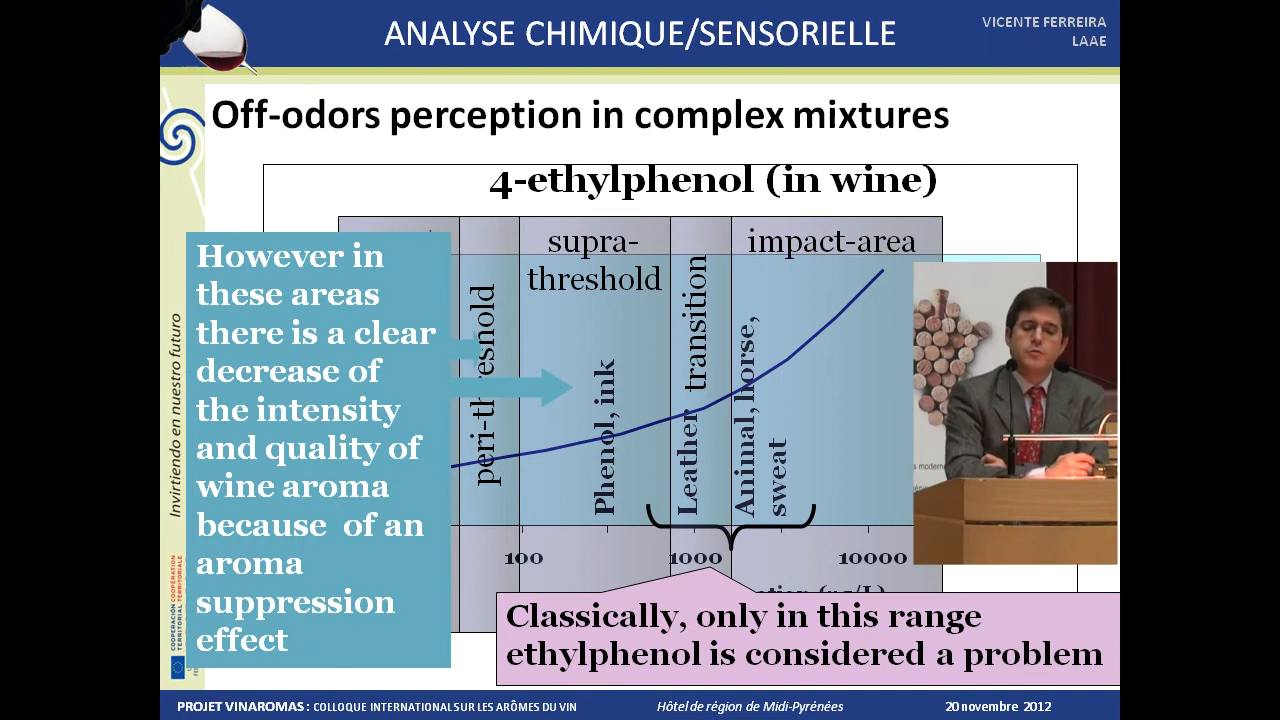 ANALYSE CHIMIQUE/SENSORIELLE
VICENTE FERREIRA
LAAE
Off-odors perception in complex mixtures
4-ethylphenol (in wine)
supra-
threshold
impact-area
However in
these areas
there is a clear
decrease of
the intensity
and quality of
wine aroma
because of an
aroma
suppression
effect
Phenol, ink
Leather transition
Animal, horse,
sweat
100
1000
10000
Classically, only in this range
ethylphenol is considered a problem
Invirtiendo en nuestro futuro
COOPERACIÓN TERRITORIAL
COOPÉRATION TERRITORIALE
PROJET VINAROMAS : COLLOQUE INTERNATIONAL SUR LES ARÔMES DU VIN
Hôtel de région de Midi-Pyrénées
20 novembre 2012